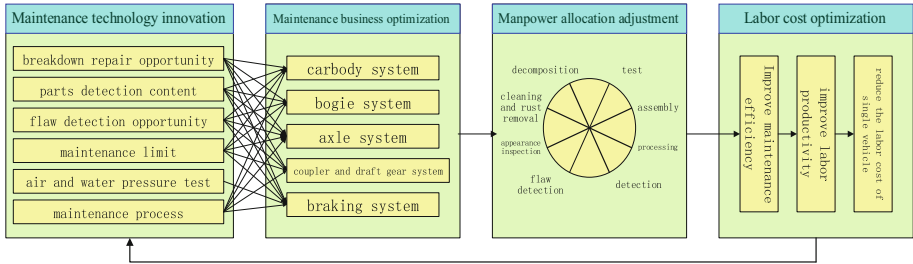 Maintenance technology innovation
breakdown repair opportunity
parts detection content
flaw detection opportunity
maintenance limit
air and water pressure test
maintenance process
Maintenance business optimization
carbody system
bogie system
axle system
coupler and draft gear system
braking system
Manpower allocation adjustment
decomposition
test
cleaning
and rust
removal
assembly
appearance
inspection
processing
flaw
detection
detection
Labor cost optimization
Improve maintenance
efficiency
improve labor
productivity
reduce the labor cost of
single vehicle